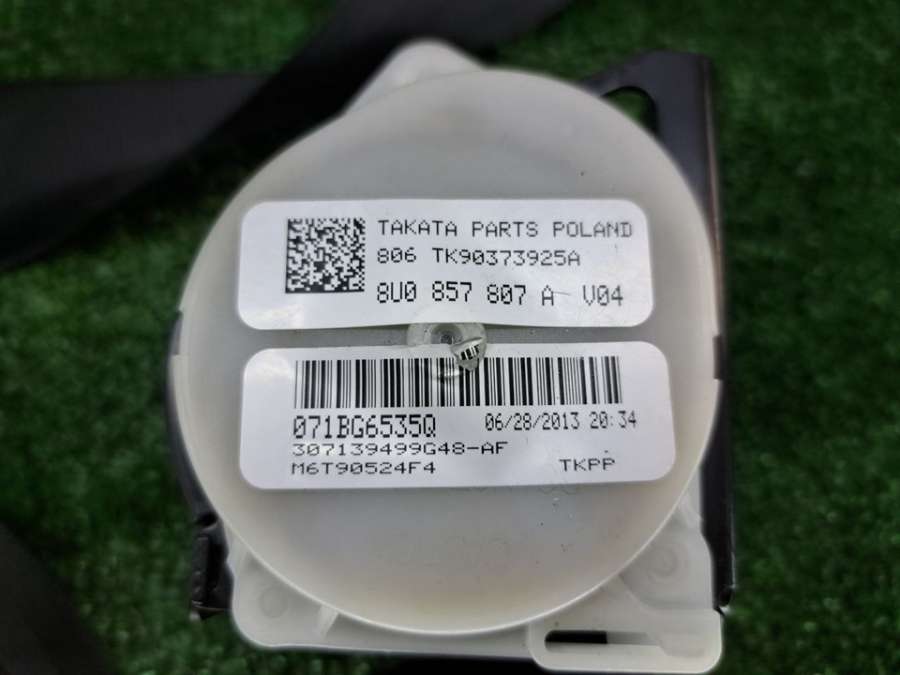 TAKATA PARTS POLAND
806 TK90373925A
8U0 857 807 A V04
071BG6535Q 06/28/2013 20:34
307139499G48-AF
M6T90524F4 TKPP